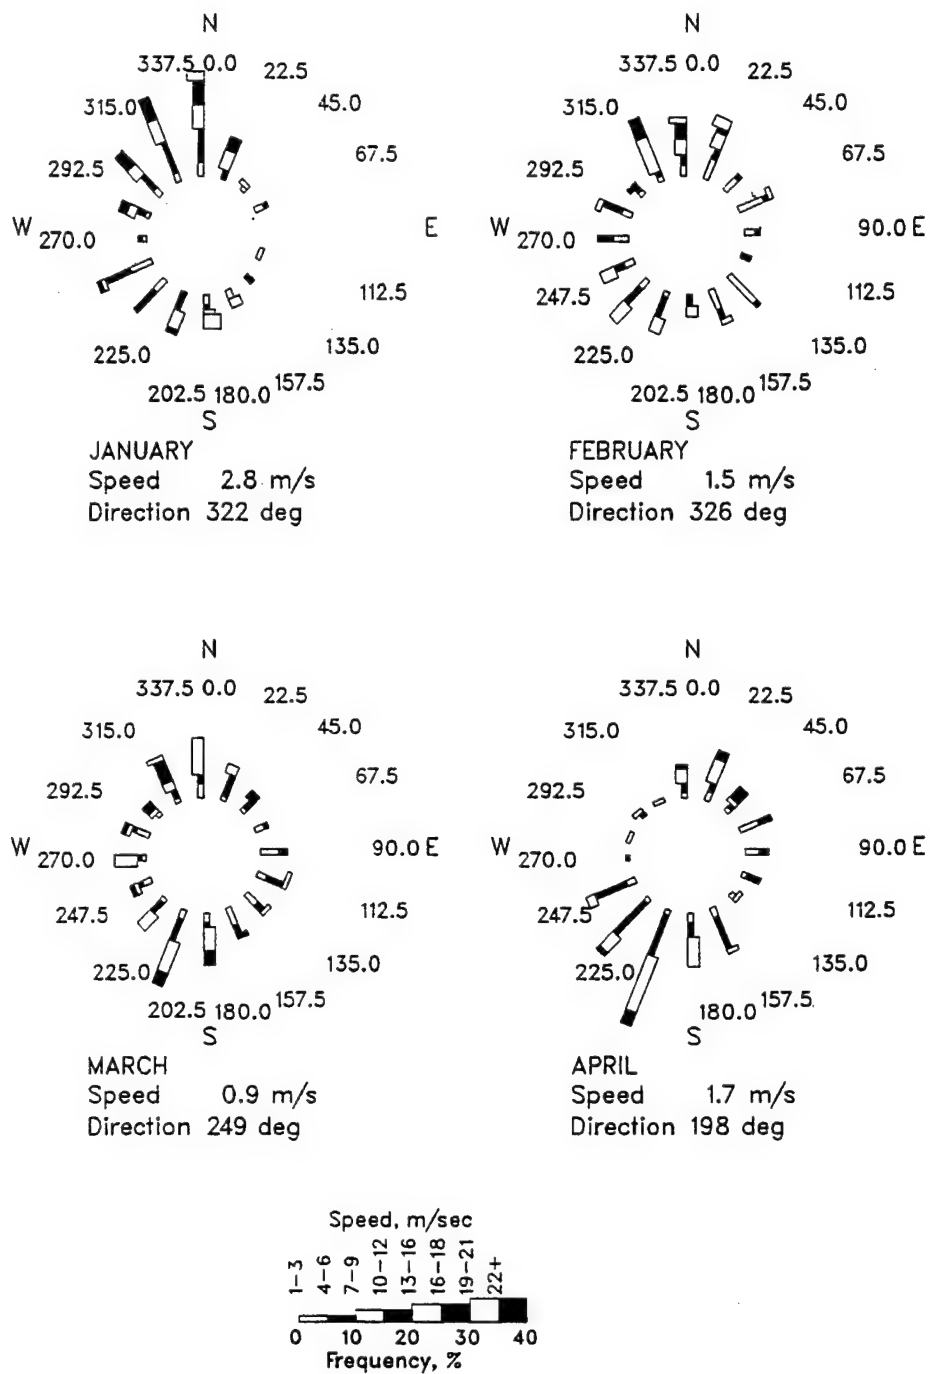 N
337.5 0.0 22.5
315.0 45.0
292.5 67.5
W 270.0 E
112.5
225.0 135.0
202.5 180.0 157.5
S
JANUARY
Speed 2.8 m/s
Direction 322 deg
N
337.5 0.0 22.5
315.0 45.0
292.5 67.5
W 270.0 90.0 E
247.5 112.5
225.0 135.0
202.5 180.0 157.5
S
FEBRUARY
Speed 1.5 m/s
Direction 326 deg
N
337.5 0.0 22.5
315.0 45.0
292.5 67.5
W 270.0 90.0 E
247.5 112.5
225.0 135.0
202.5 180.0 157.5
S
MARCH
Speed 0.9 m/s
Direction 249 deg
N
337.5 0.0 22.5
315.0 45.0
292.5 67.5
W 270.0 90.0 E
247.5 112.5
225.0 135.0
180.0 157.5
S
APRIL
Speed 1.7 m/s
Direction 198 deg
Speed, m/sec
1-3 4-6 7-9 10-12 13-16 16-18 19-21 22+
0 10 20 30 40
Frequency, %